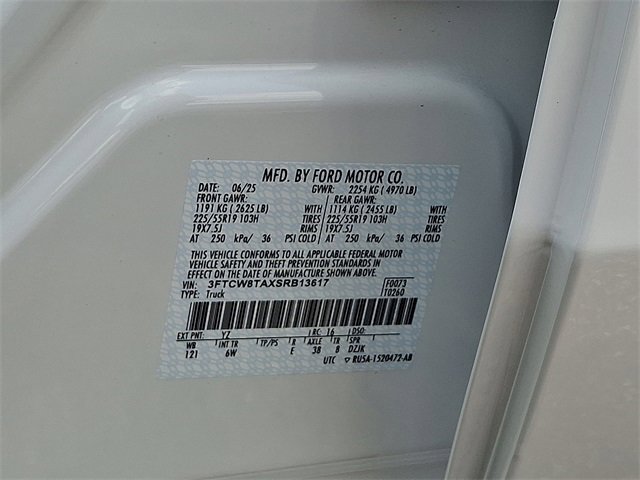 MFD. BY FORD MOTOR CO.
DATE: 06/25 GVWR: 2254 KG ( 4970 LB)
FRONT GAWR: REAR GAWR:
1191 KG ( 2625 LB) WITH 1114 KG ( 2455 LB) WITH
225/55R19 103H TIRES 225/55R19 103H TIRES
19X7.5J RIMS 19X7.5J RIMS
AT 250 kPa/ 36 PSI COLD AT 250 kPa/ 36 PSI COLD
THIS VEHICLE CONFORMS TO ALL APPLICABLE FEDERAL MOTOR
VEHICLE SAFETY AND THEFT PREVENTION STANDARDS IN
EFFECT ON THE DATE OF MANUFACTURE SHOWN ABOVE.
VIN: 3FTCW8TAXSRB13617 F0073
TYPE: Truck T0260
EXT PNT: YZ RC: 16 DSO:
WB INT TR TP/PS R AXLE TR SPR
121 6W E 38 8 DZJK
UTC RU5A-1520472-AB